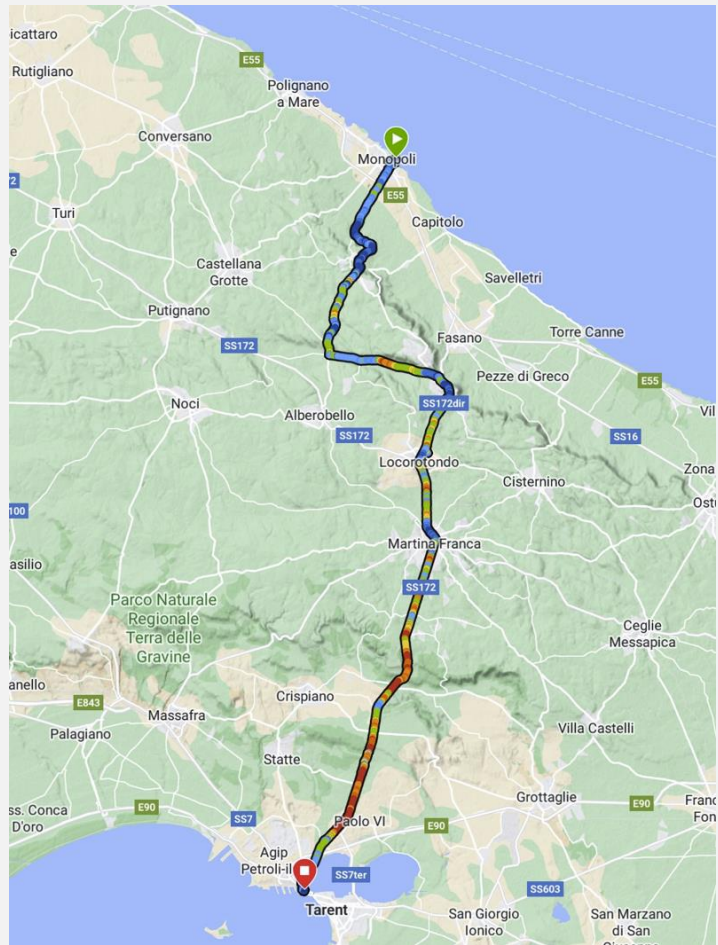 icattaro
Rutigliano
E55
Polignano
a Mare
Conversano
Monopoli
E55
Turi
Capitolo
Castellana
Grotte
Savelletri
Putignano
SS172
Fasano
Torre Canne
Pezze di Greco
E55
Noci
SS172dir
Alberobello
SS172
SS16
Vil
Locorotondo
Zona
Cisternino
Ostu
100
Martina Franca
asilio
SS172
Parco Naturale
Regionale
Terra delle
Gravine
Ceglie
Messapica
anello
Crispiano
E843
Massafra
Palagiano
Villa Castelli
Statte
Grottaglie
ss. Conca
D'oro
E90
SS7
E90
Franc
Fon
Paolo VI
E90
Agip
Petroli-il
SS7ter
Tarent
SS603
San Giorgio
Ionico
San Marzano
di San